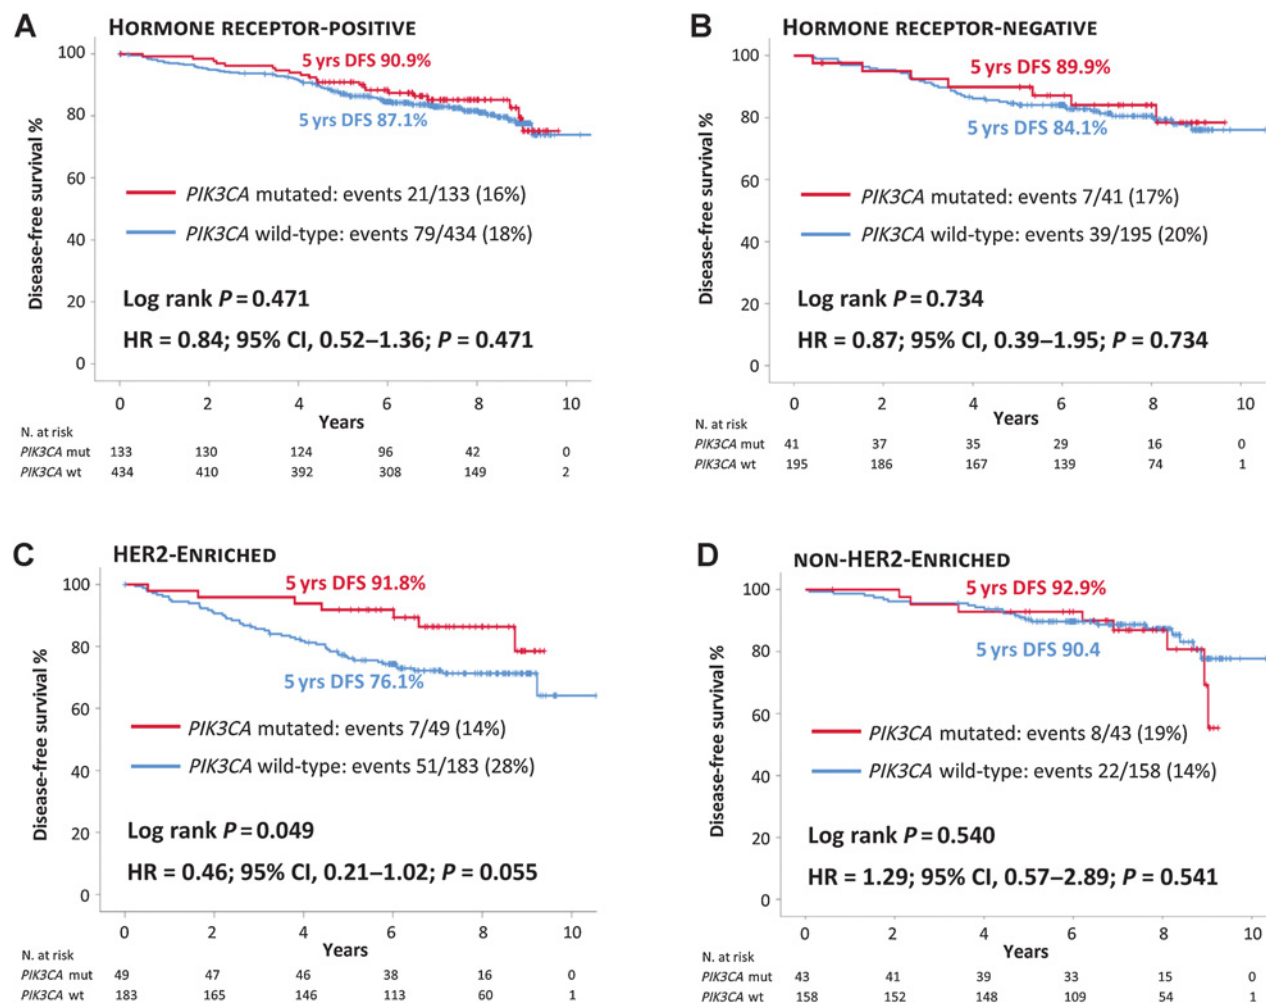 A HORMONE RECEPTOR-POSITIVE
Disease-free survival %
100
80
60
40
20
0
5 yrs DFS 90.9%
5 yrs DFS 87.1%
PIK3CA mutated: events 21/133 (16%)
PIK3CA wild-type: events 79/434 (18%)
Log rank P = 0.471
HR = 0.84; 95% CI, 0.52–1.36; P = 0.471
0 2 4 6 8 10
Years
N. at risk
PIK3CA mut 133 130 124 96 42 0
PIK3CA wt 434 410 392 308 149 2
B HORMONE RECEPTOR-NEGATIVE
Disease-free survival %
100
80
60
40
20
0
5 yrs DFS 89.9%
5 yrs DFS 84.1%
PIK3CA mutated: events 7/41 (17%)
PIK3CA wild-type: events 39/195 (20%)
Log rank P = 0.734
HR = 0.87; 95% CI, 0.39–1.95; P = 0.734
0 2 4 6 8 10
Years
N. at risk
PIK3CA mut 41 37 35 29 16 0
PIK3CA wt 195 186 167 139 74 1
C HER2-ENRICHED
Disease-free survival %
100
80
60
40
20
0
5 yrs DFS 91.8%
5 yrs DFS 76.1%
PIK3CA mutated: events 7/49 (14%)
PIK3CA wild-type: events 51/183 (28%)
Log rank P = 0.049
HR = 0.46; 95% CI, 0.21–1.02; P = 0.055
0 2 4 6 8 10
Years
N. at risk
PIK3CA mut 49 47 46 38 16 0
PIK3CA wt 183 165 146 113 60 1
D NON-HER2-ENRICHED
Disease-free survival %
100
80
60
40
20
0
5 yrs DFS 92.9%
5 yrs DFS 90.4
PIK3CA mutated: events 8/43 (19%)
PIK3CA wild-type: events 22/158 (14%)
Log rank P = 0.540
HR = 1.29; 95% CI, 0.57–2.89; P = 0.541
0 2 4 6 8 10
Years
N. at risk
PIK3CA mut 43 41 39 33 15 0
PIK3CA wt 158 152 148 109 54 1